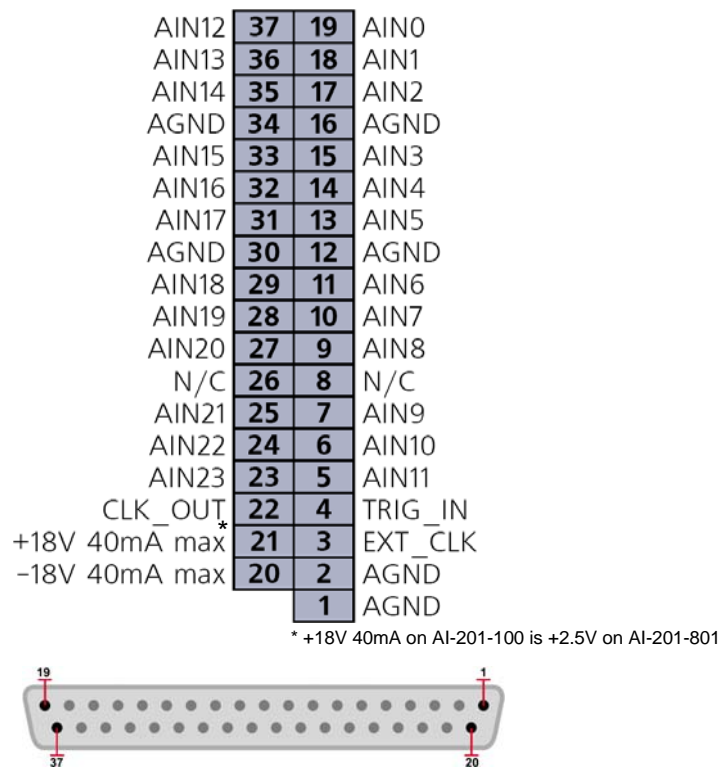 AIN12 37 19 AIN0
AIN13 36 18 AIN1
AIN14 35 17 AIN2
AGND 34 16 AGND
AIN15 33 15 AIN3
AIN16 32 14 AIN4
AIN17 31 13 AIN5
AGND 30 12 AGND
AIN18 29 11 AIN6
AIN19 28 10 AIN7
AIN20 27 9 AIN8
N/C 26 8 N/C
AIN21 25 7 AIN9
AIN22 24 6 AIN10
AIN23 23 5 AIN11
CLK_OUT 22 4 TRIG_IN
+18V 40mA max* 21 3 EXT_CLK
-18V 40mA max 20 2 AGND
1 AGND
* +18V 40mA on AI-201-100 is +2.5V on AI-201-801
19 1
37 20